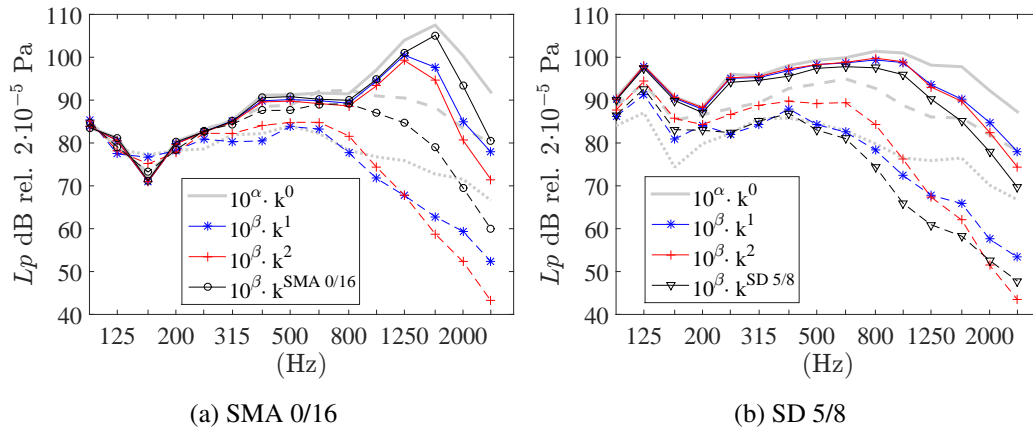 110
100
90
80
70
60
50
40
Lp dB rel. 2·10^-5 Pa
125 200 315 500 800 1250 2000
(Hz)
10^α · k^0
10^β · k^1
10^β · k^2
10^β · k^SMA 0/16
(a) SMA 0/16
110
100
90
80
70
60
50
40
Lp dB rel. 2·10^-5 Pa
125 200 315 500 800 1250 2000
(Hz)
10^α · k^0
10^β · k^1
10^β · k^2
10^β · k^SD 5/8
(b) SD 5/8